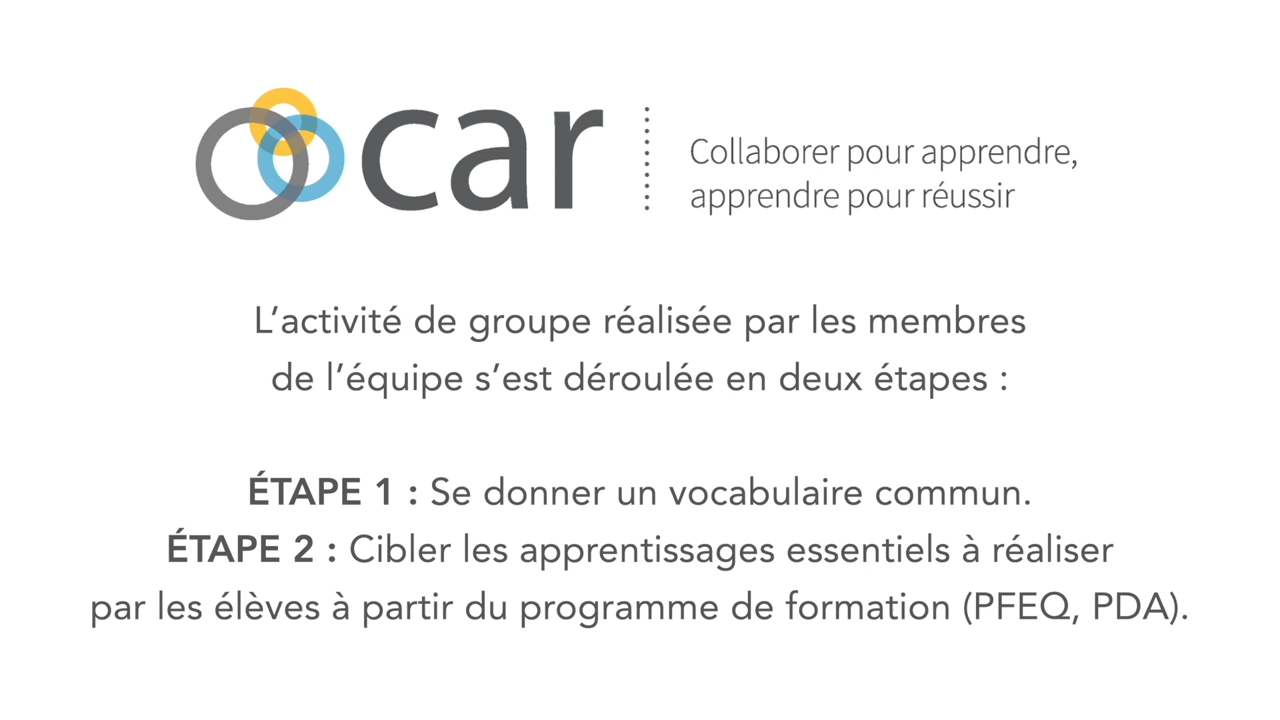 car
Collaborer pour apprendre,
apprendre pour réussir
L’activité de groupe réalisée par les membres
de l’équipe s’est déroulée en deux étapes :
ÉTAPE 1 : Se donner un vocabulaire commun.
ÉTAPE 2 : Cibler les apprentissages essentiels à réaliser
par les élèves à partir du programme de formation (PFEQ, PDA).